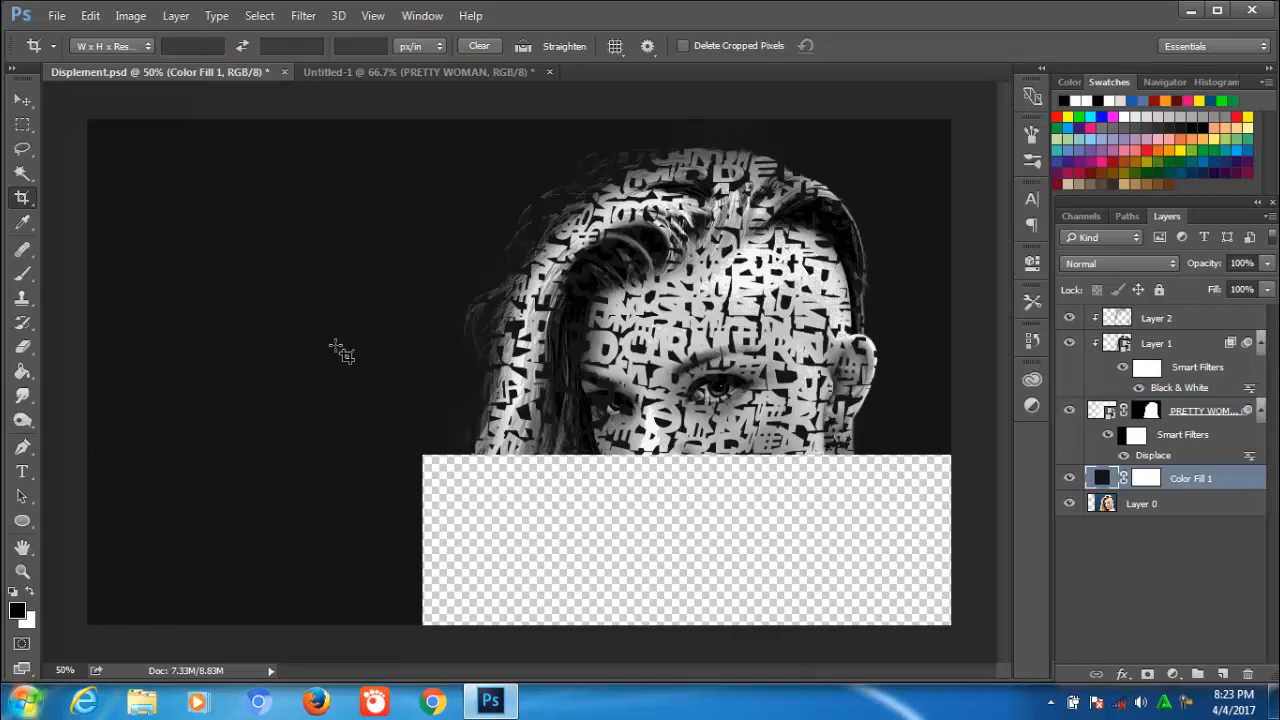 Ps File Edit Image Layer Type Select Filter 3D View Window Help
W x H x Res... px/in Clear Straighten Delete Cropped Pixels Essentials
Displement.psd @ 50% (Color Fill 1, RGB/8) * Untitled-1 @ 66.7% (PRETTY WOMAN, RGB/8) *
Color Swatches Navigator Histogram
Channels Paths Layers
Kind
Normal Opacity: 100%
Lock: Fill: 100%
Layer 2
Layer 1
Smart Filters
Black & White
PRETTY WOM...
Smart Filters
Displace
Color Fill 1
Layer 0
50% Doc: 7.33M/8.83M
Ps
8:23 PM
4/4/2017